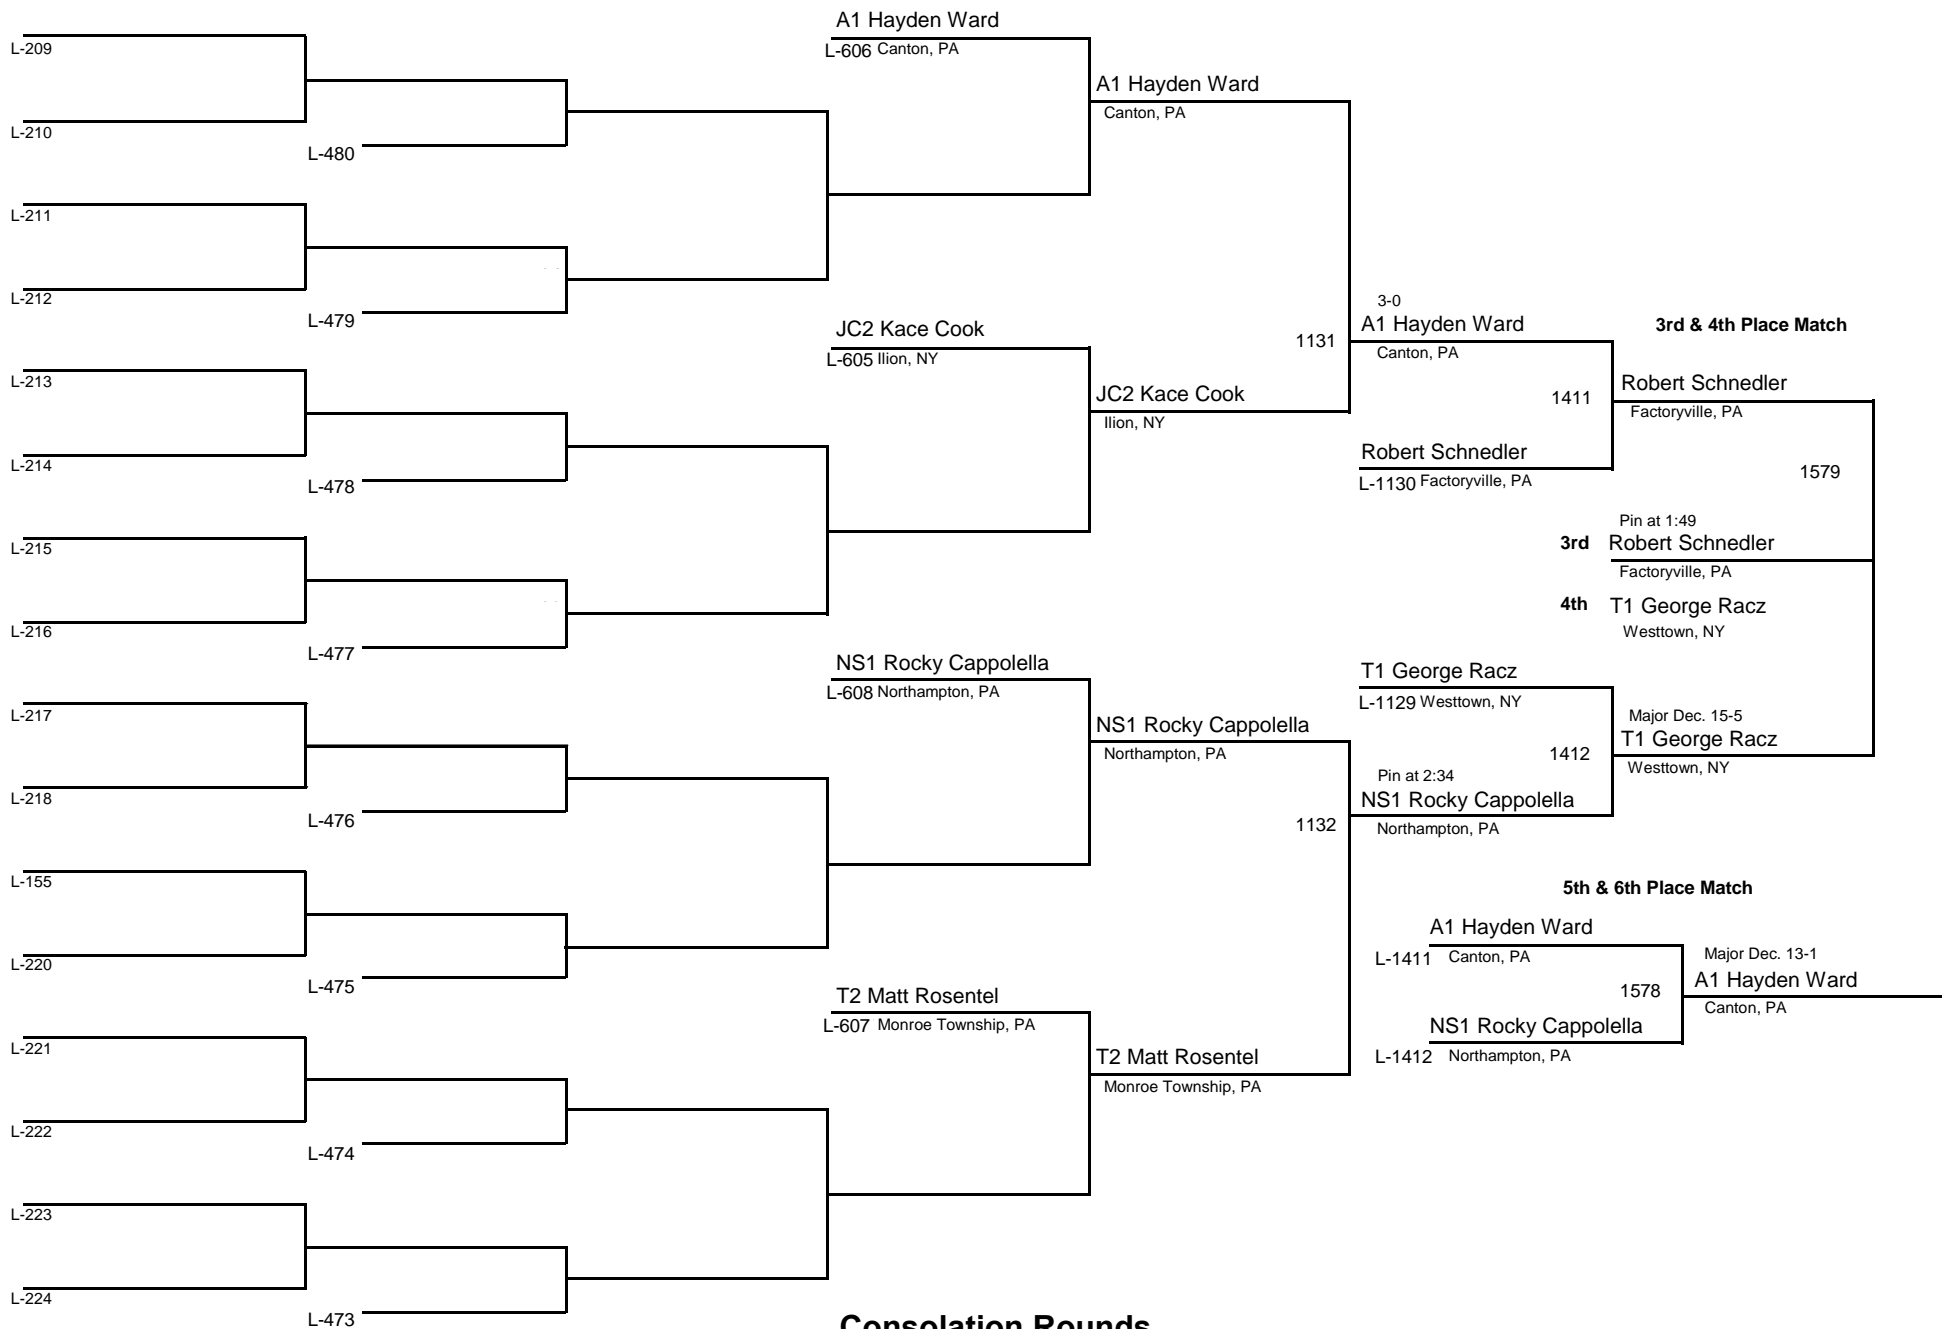 L-209
L-210
L-480
L-211
L-212
L-479
L-213
L-214
L-478
L-215
L-216
L-477
L-217
L-218
L-476
L-155
L-220
L-475
L-221
L-222
L-474
L-223
L-224
L-473
A1 Hayden Ward
L-606 Canton, PA
JC2 Kace Cook
L-605 Ilion, NY
NS1 Rocky Cappolella
L-608 Northampton, PA
T2 Matt Rosentel
L-607 Monroe Township, PA
A1 Hayden Ward
Canton, PA
1131
JC2 Kace Cook
Ilion, NY
NS1 Rocky Cappolella
Northampton, PA
1132
T2 Matt Rosentel
Monroe Township, PA
3-0
A1 Hayden Ward
Canton, PA
1411
Robert Schnedler
L-1130 Factoryville, PA
T1 George Racz
L-1129 Westtown, NY
1412
Pin at 2:34
NS1 Rocky Cappolella
Northampton, PA
3rd & 4th Place Match
Robert Schnedler
Factoryville, PA
1579
Pin at 1:49
3rd Robert Schnedler
Factoryville, PA
4th T1 George Racz
Westtown, NY
Major Dec. 15-5
T1 George Racz
Westtown, NY
5th & 6th Place Match
A1 Hayden Ward
L-1411 Canton, PA
1578
NS1 Rocky Cappolella
L-1412 Northampton, PA
Major Dec. 13-1
A1 Hayden Ward
Canton, PA
Consolation Rounds